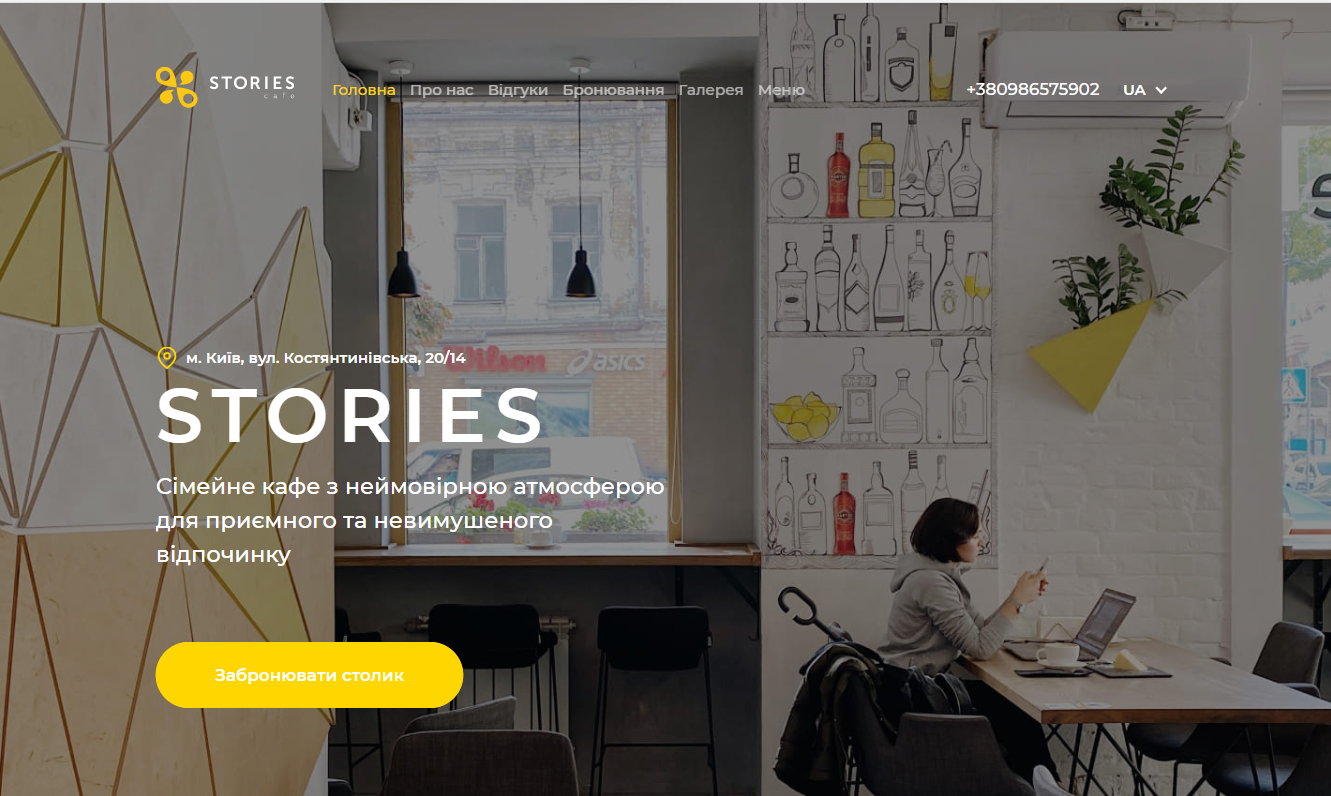 STORIES
cafe
Головна Про нас Відгуки Бронювання Галерея Меню
+380986575902 UA
м. Київ, вул. Костянтинівська, 20/14
Wilson
asics
STORIES
Сімейне кафе з неймовірною атмосферою
для приємного та невимушеного
відпочинку
Забронювати столик